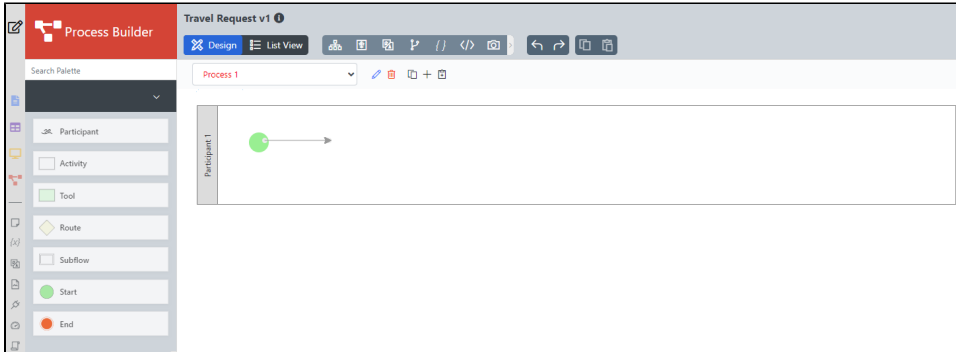 Travel Request v1
Process Builder
Design
List View
{} </>
Search Palette
Process 1
Participant
Activity
Tool
{x}
Route
Subflow
Start
End
Participant 1